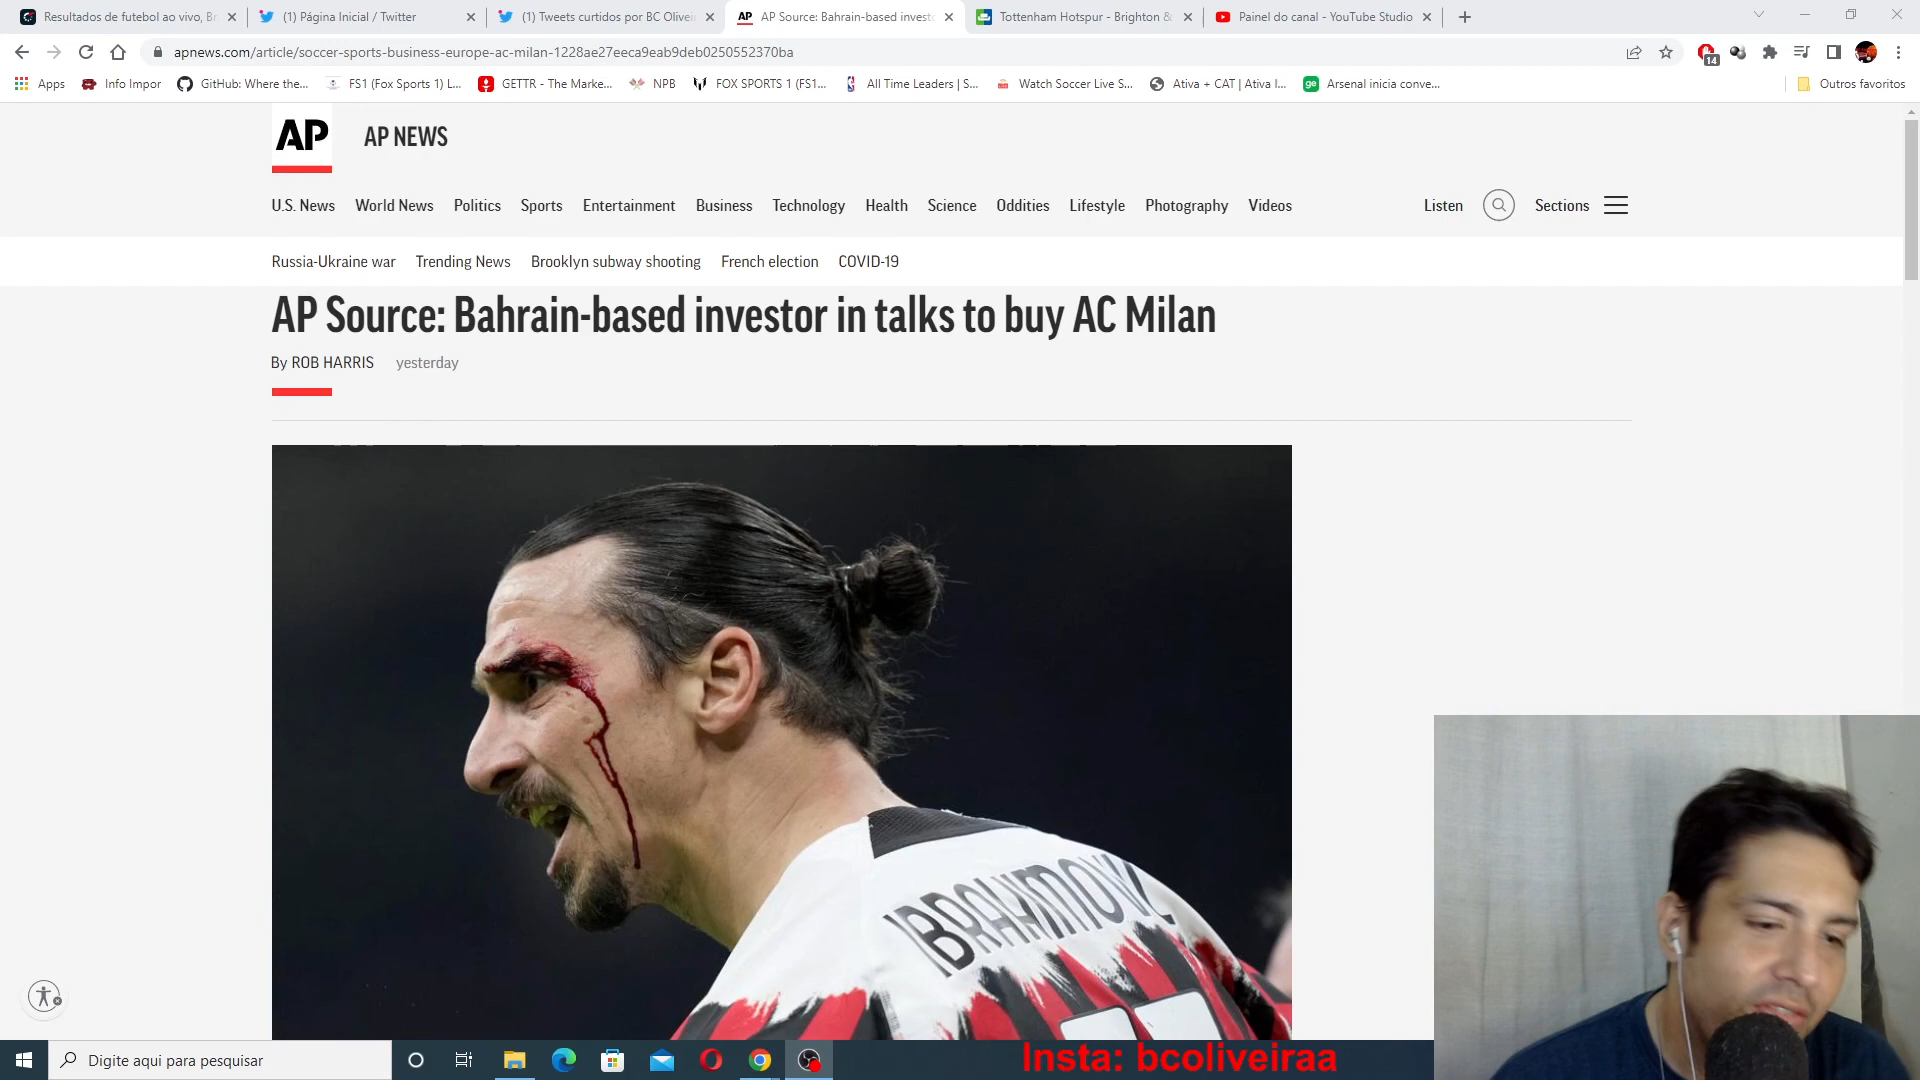 Resultados de futebol ao vivo, Br
(1) Página Inicial / Twitter
(1) Tweets curtidos por BC Olivei
AP Source: Bahrain-based invest
Tottenham Hotspur - Brighton &
Painel do canal - YouTube Studio
apnews.com/article/soccer-sports-business-europe-ac-milan-1228ae27eeca9eab9deb0250552370ba
14
Apps
Info Impor
GitHub: Where the...
FS1 (Fox Sports 1) L...
GETTR - The Marke...
NPB
FOX SPORTS 1 (FS1...
All Time Leaders | S...
Watch Soccer Live S...
Ativa + CAT | Ativa I...
ge
Arsenal inicia conve...
Outros favoritos
AP
AP NEWS
U.S. News
World News
Politics
Sports
Entertainment
Business
Technology
Health
Science
Oddities
Lifestyle
Photography
Videos
Listen
Sections
Russia-Ukraine war
Trending News
Brooklyn subway shooting
French election
COVID-19
AP Source: Bahrain-based investor in talks to buy AC Milan
By ROB HARRIS
yesterday
Digite aqui para pesquisar
Insta: bcoliveiraa